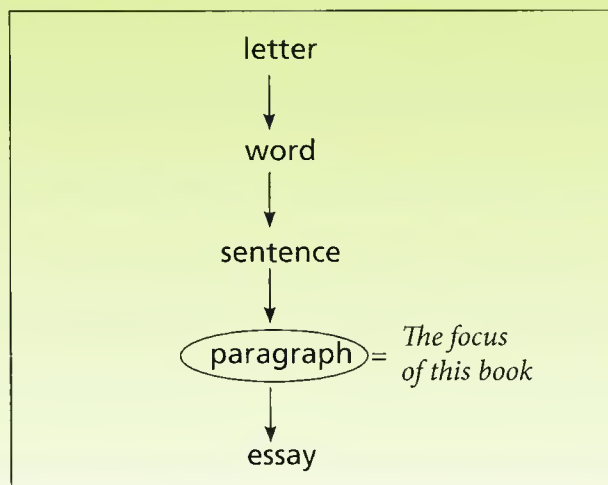 letter
word
sentence
paragraph = The focus
of this book
essay